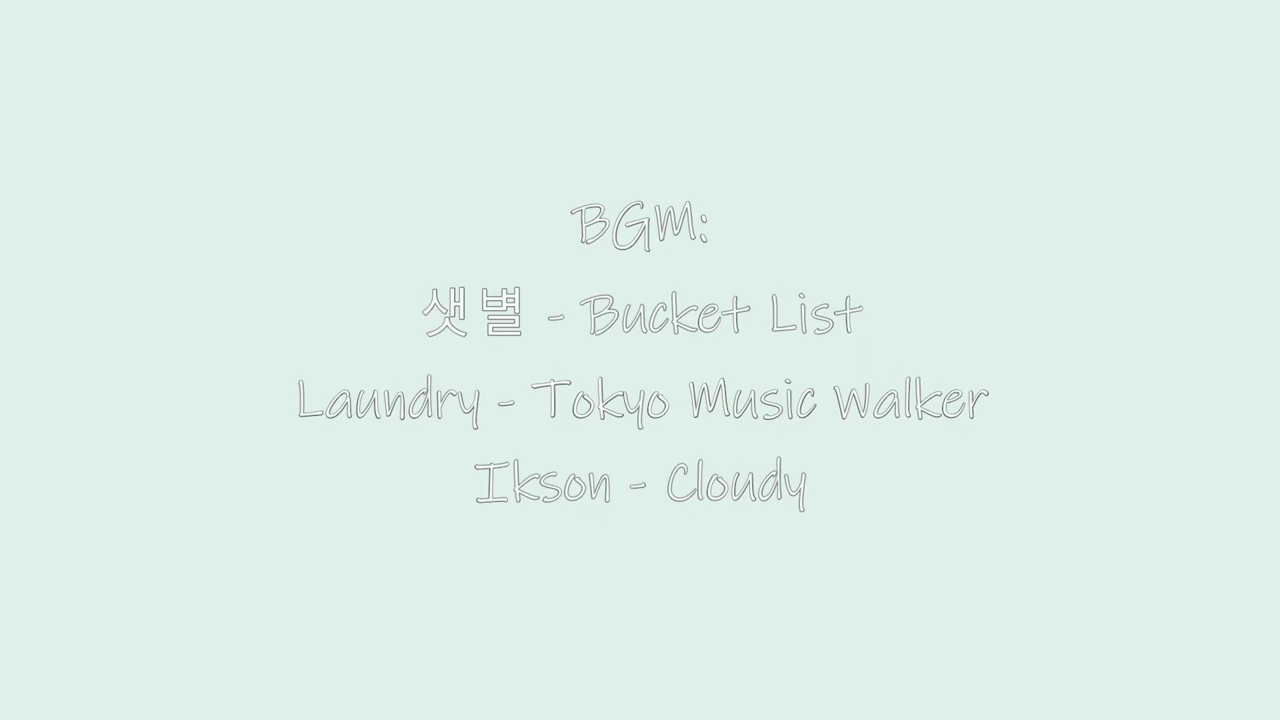 BGM:
샛별 - Bucket List
Laundry - Tokyo Music Walker
Ikson - Cloudy